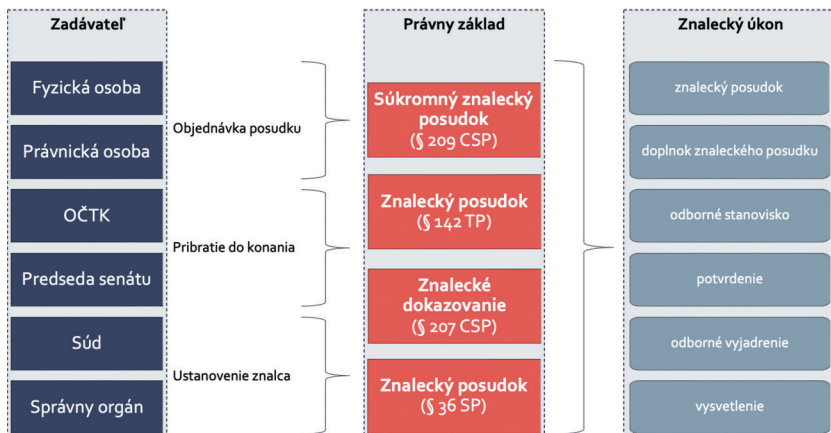 Zadávateľ
Fyzická osoba
Právnická osoba
OČTK
Predseda senátu
Súd
Správny orgán
Objednávka posudku
Pribratie do konania
Ustanovenie znalca
Právny základ
Súkromný znalecký
posudok
(§ 209 CSP)
Znalecký posudok
(§ 142 TP)
Znalecké
dokazovanie
(§ 207 CSP)
Znalecký posudok
(§ 36 SP)
Znalecký úkon
znalecký posudok
doplnok znaleckého posudku
odborné stanovisko
potvrdenie
odborné vyjadrenie
vysvetlenie